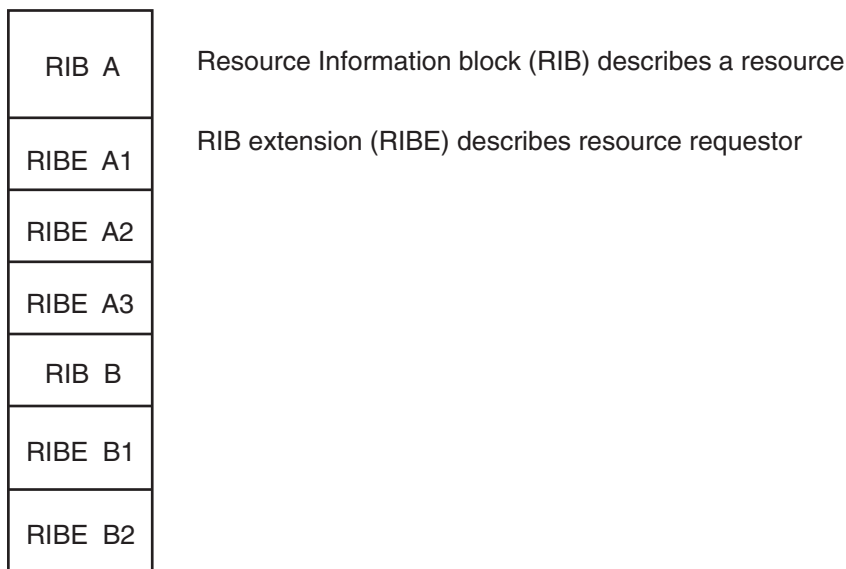 RIB A
Resource Information block (RIB) describes a resource
RIBE A1
RIB extension (RIBE) describes resource requestor
RIBE A2
RIBE A3
RIB B
RIBE B1
RIBE B2